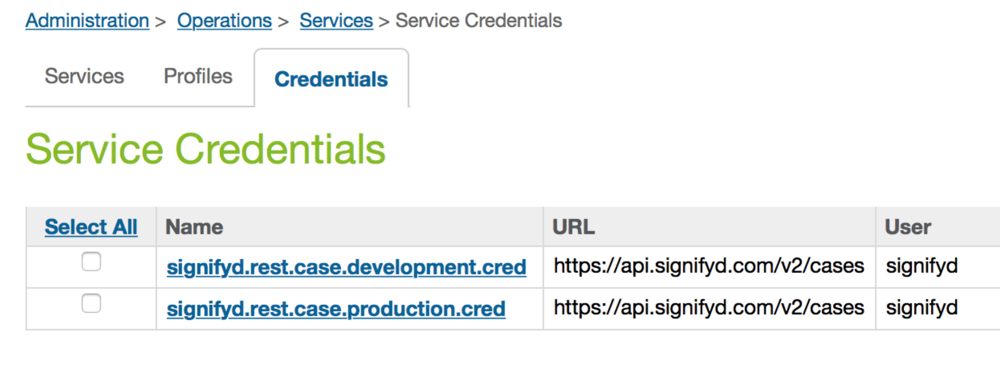 Administration > Operations > Services > Service Credentials
Services Profiles Credentials
Service Credentials
Select All Name URL User
signifyd.rest.case.development.cred https://api.signifyd.com/v2/cases signifyd
signifyd.rest.case.production.cred https://api.signifyd.com/v2/cases signifyd